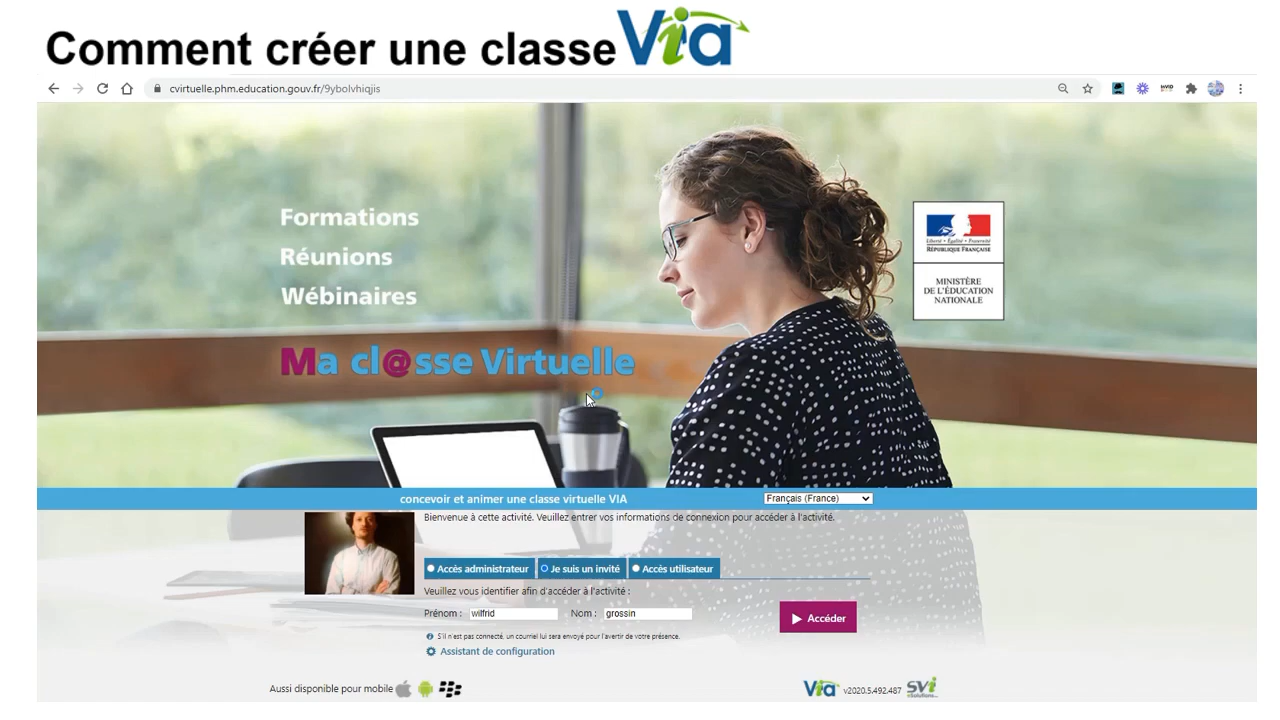 Comment créer une classe Via
cvirtuelle.phm.education.gouv.fr/9ybolvhiqjis
Formations
Réunions
Wébinaires
Liberté • Égalité • Fraternité
RÉPUBLIQUE FRANÇAISE
MINISTÈRE
DE L'ÉDUCATION
NATIONALE
Ma cl@sse Virtuelle
concevoir et animer une classe virtuelle VIA
Français (France)
Bienvenue à cette activité. Veuillez entrer vos informations de connexion pour accéder à l'activité.
Accès administrateur Je suis un invité Accès utilisateur
Veuillez vous identifier afin d'accéder à l'activité :
Prénom : wilfrid Nom : grossin
Accéder
S'il n'est pas connecté, un courriel lui sera envoyé pour l'avertir de votre présence.
Assistant de configuration
Aussi disponible pour mobile
Via v2020.5.492.487 SVi